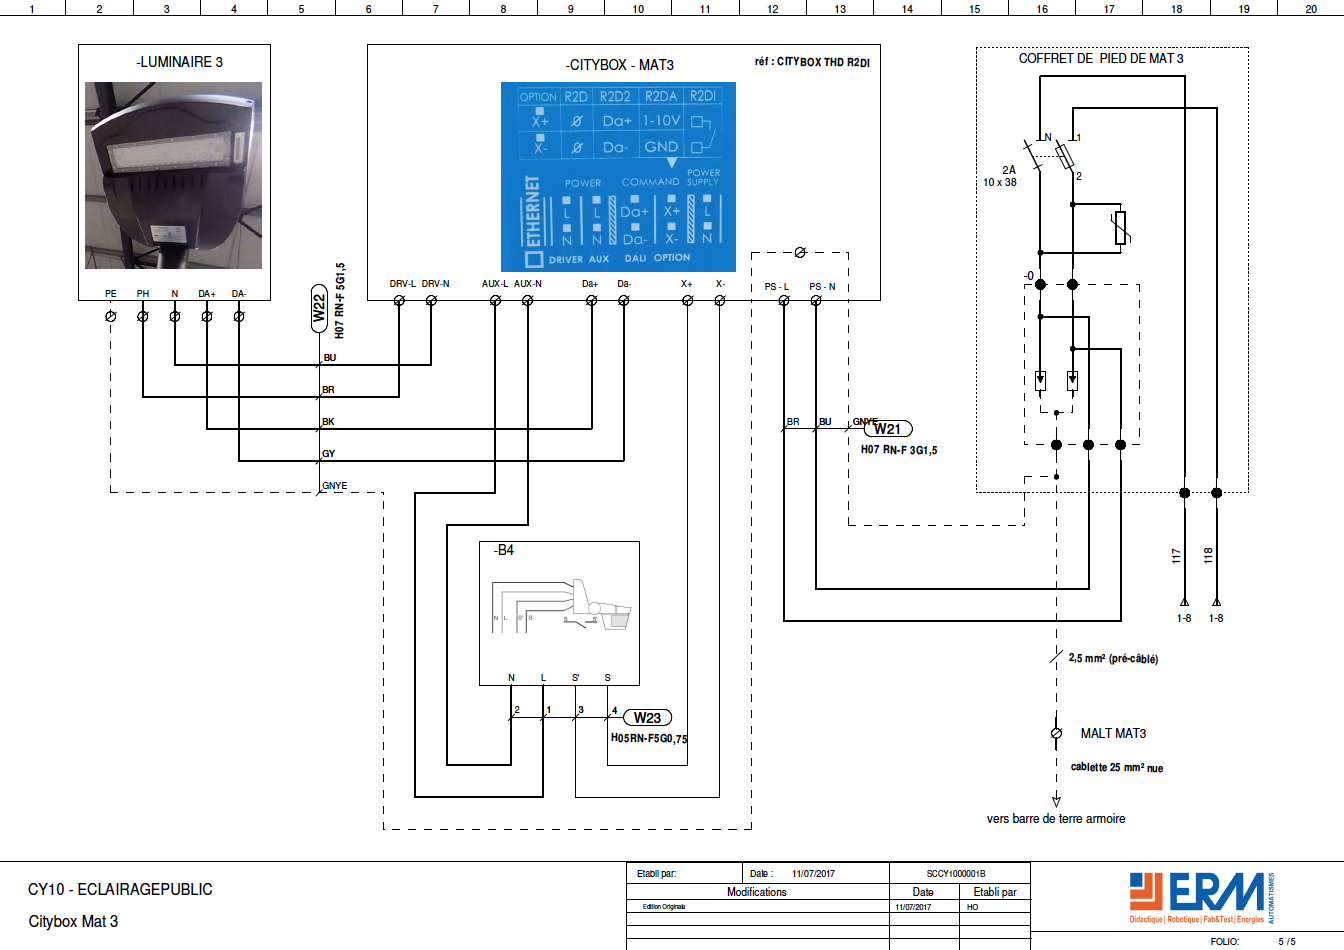 1 2 3 4 5 6 7 8 9 10 11 12 13 14 15 16 17 18 19 20
-LUMINAIRE 3
PE PH N DA+ DA-
W22
H07 RN-F 5G1,5
BU
BR
BK
GY
GNYE
-CITYBOX - MAT3
réf : CITYBOX THD R2DI
OPTION R2D R2D2 R2DA R2DI
X+ Ø Da+ 1-10V
X- Ø Da- GND
ETHERNET
POWER COMMAND POWER SUPPLY
L L Da+ X+ L
N N Da- X- N
DRIVER AUX DALI OPTION
DRV-L DRV-N AUX-L AUX-N Da+ Da- X+ X- PS - L PS - N
BR BU GNYE
W21
H07 RN-F 3G1,5
-B4
N L S' S
S S'
N L S' S
2 1 3 4
W23
H05RN-F5G0,75
COFFRET DE PIED DE MAT 3
N 1
2A
10 x 38
2
-0
117 118
1-8 1-8
2,5 mm² (pré-câblé)
MALT MAT3
cablette 25 mm² nue
vers barre de terre armoire
CY10 - ECLAIRAGEPUBLIC
Citybox Mat 3
Etabli par: Date : 11/07/2017 SCCY1000001B
Modifications Date Etabli par
Edition Originale 11/07/2017 HO
ERM
AUTOMATISMES
Didactique | Robotique | Fab&Test | Energies
FOLIO: 5 /5